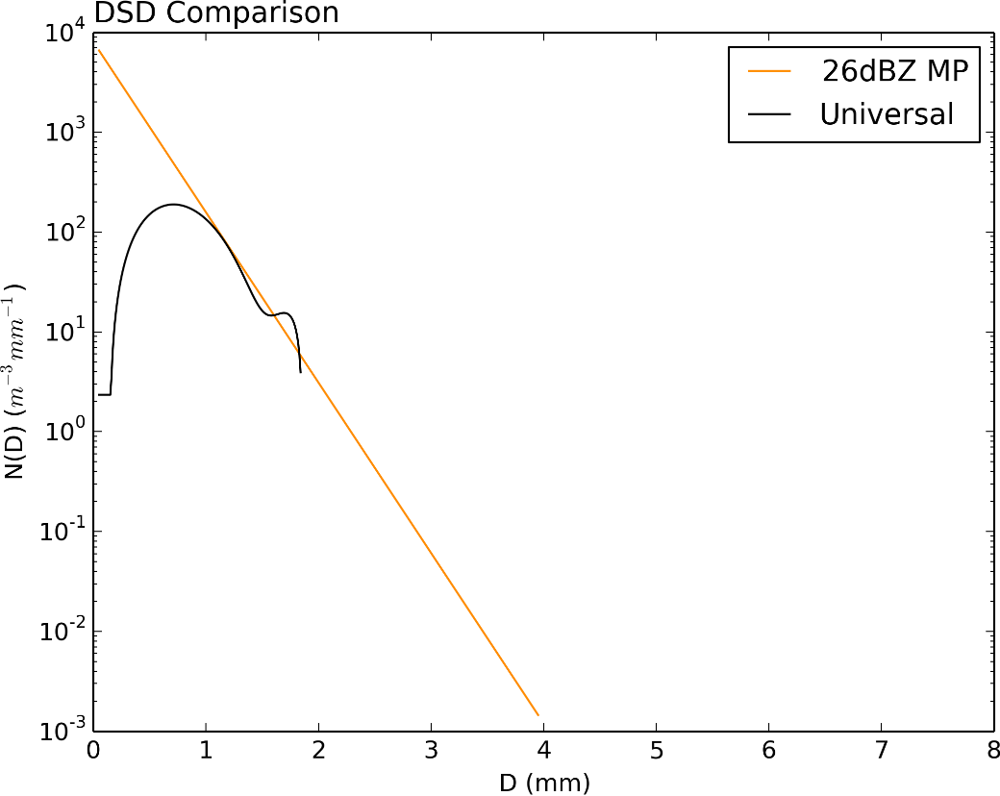 DSD Comparison
10^4
10^3
10^2
10^1
10^0
10^-1
10^-2
10^-3
N(D) (m^{-3} mm^{-1})
26dBZ MP
Universal
0 1 2 3 4 5 6 7 8
D (mm)